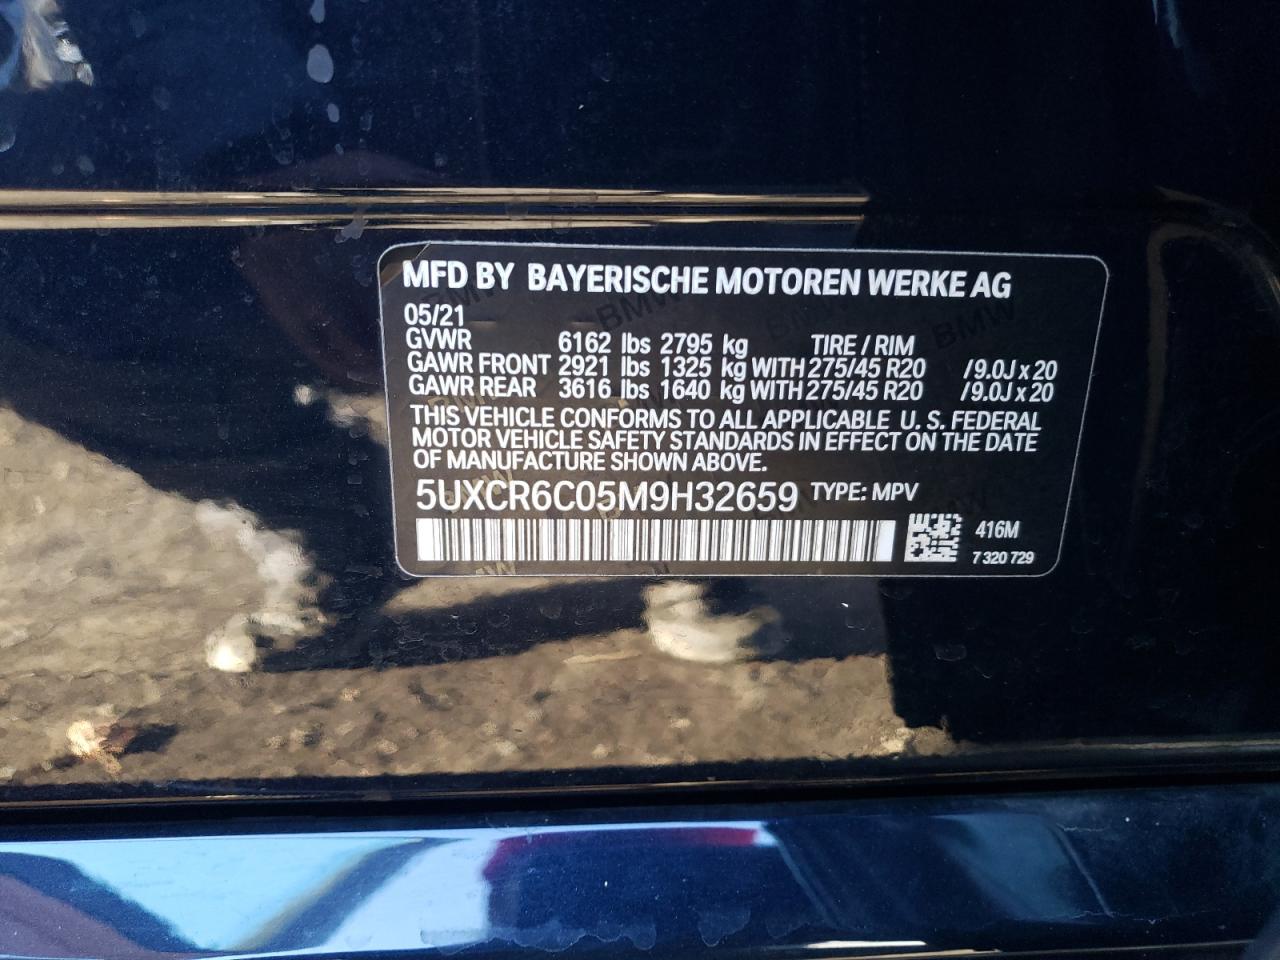 MFD BY BAYERISCHE MOTOREN WERKE AG
05/21
GVWR 6162 lbs 2795 kg TIRE / RIM
GAWR FRONT 2921 lbs 1325 kg WITH 275/45 R20 /9.0J x 20
GAWR REAR 3616 lbs 1640 kg WITH 275/45 R20 /9.0J x 20
THIS VEHICLE CONFORMS TO ALL APPLICABLE U. S. FEDERAL
MOTOR VEHICLE SAFETY STANDARDS IN EFFECT ON THE DATE
OF MANUFACTURE SHOWN ABOVE.
5UXCR6C05M9H32659 TYPE: MPV
416M
7 320 729